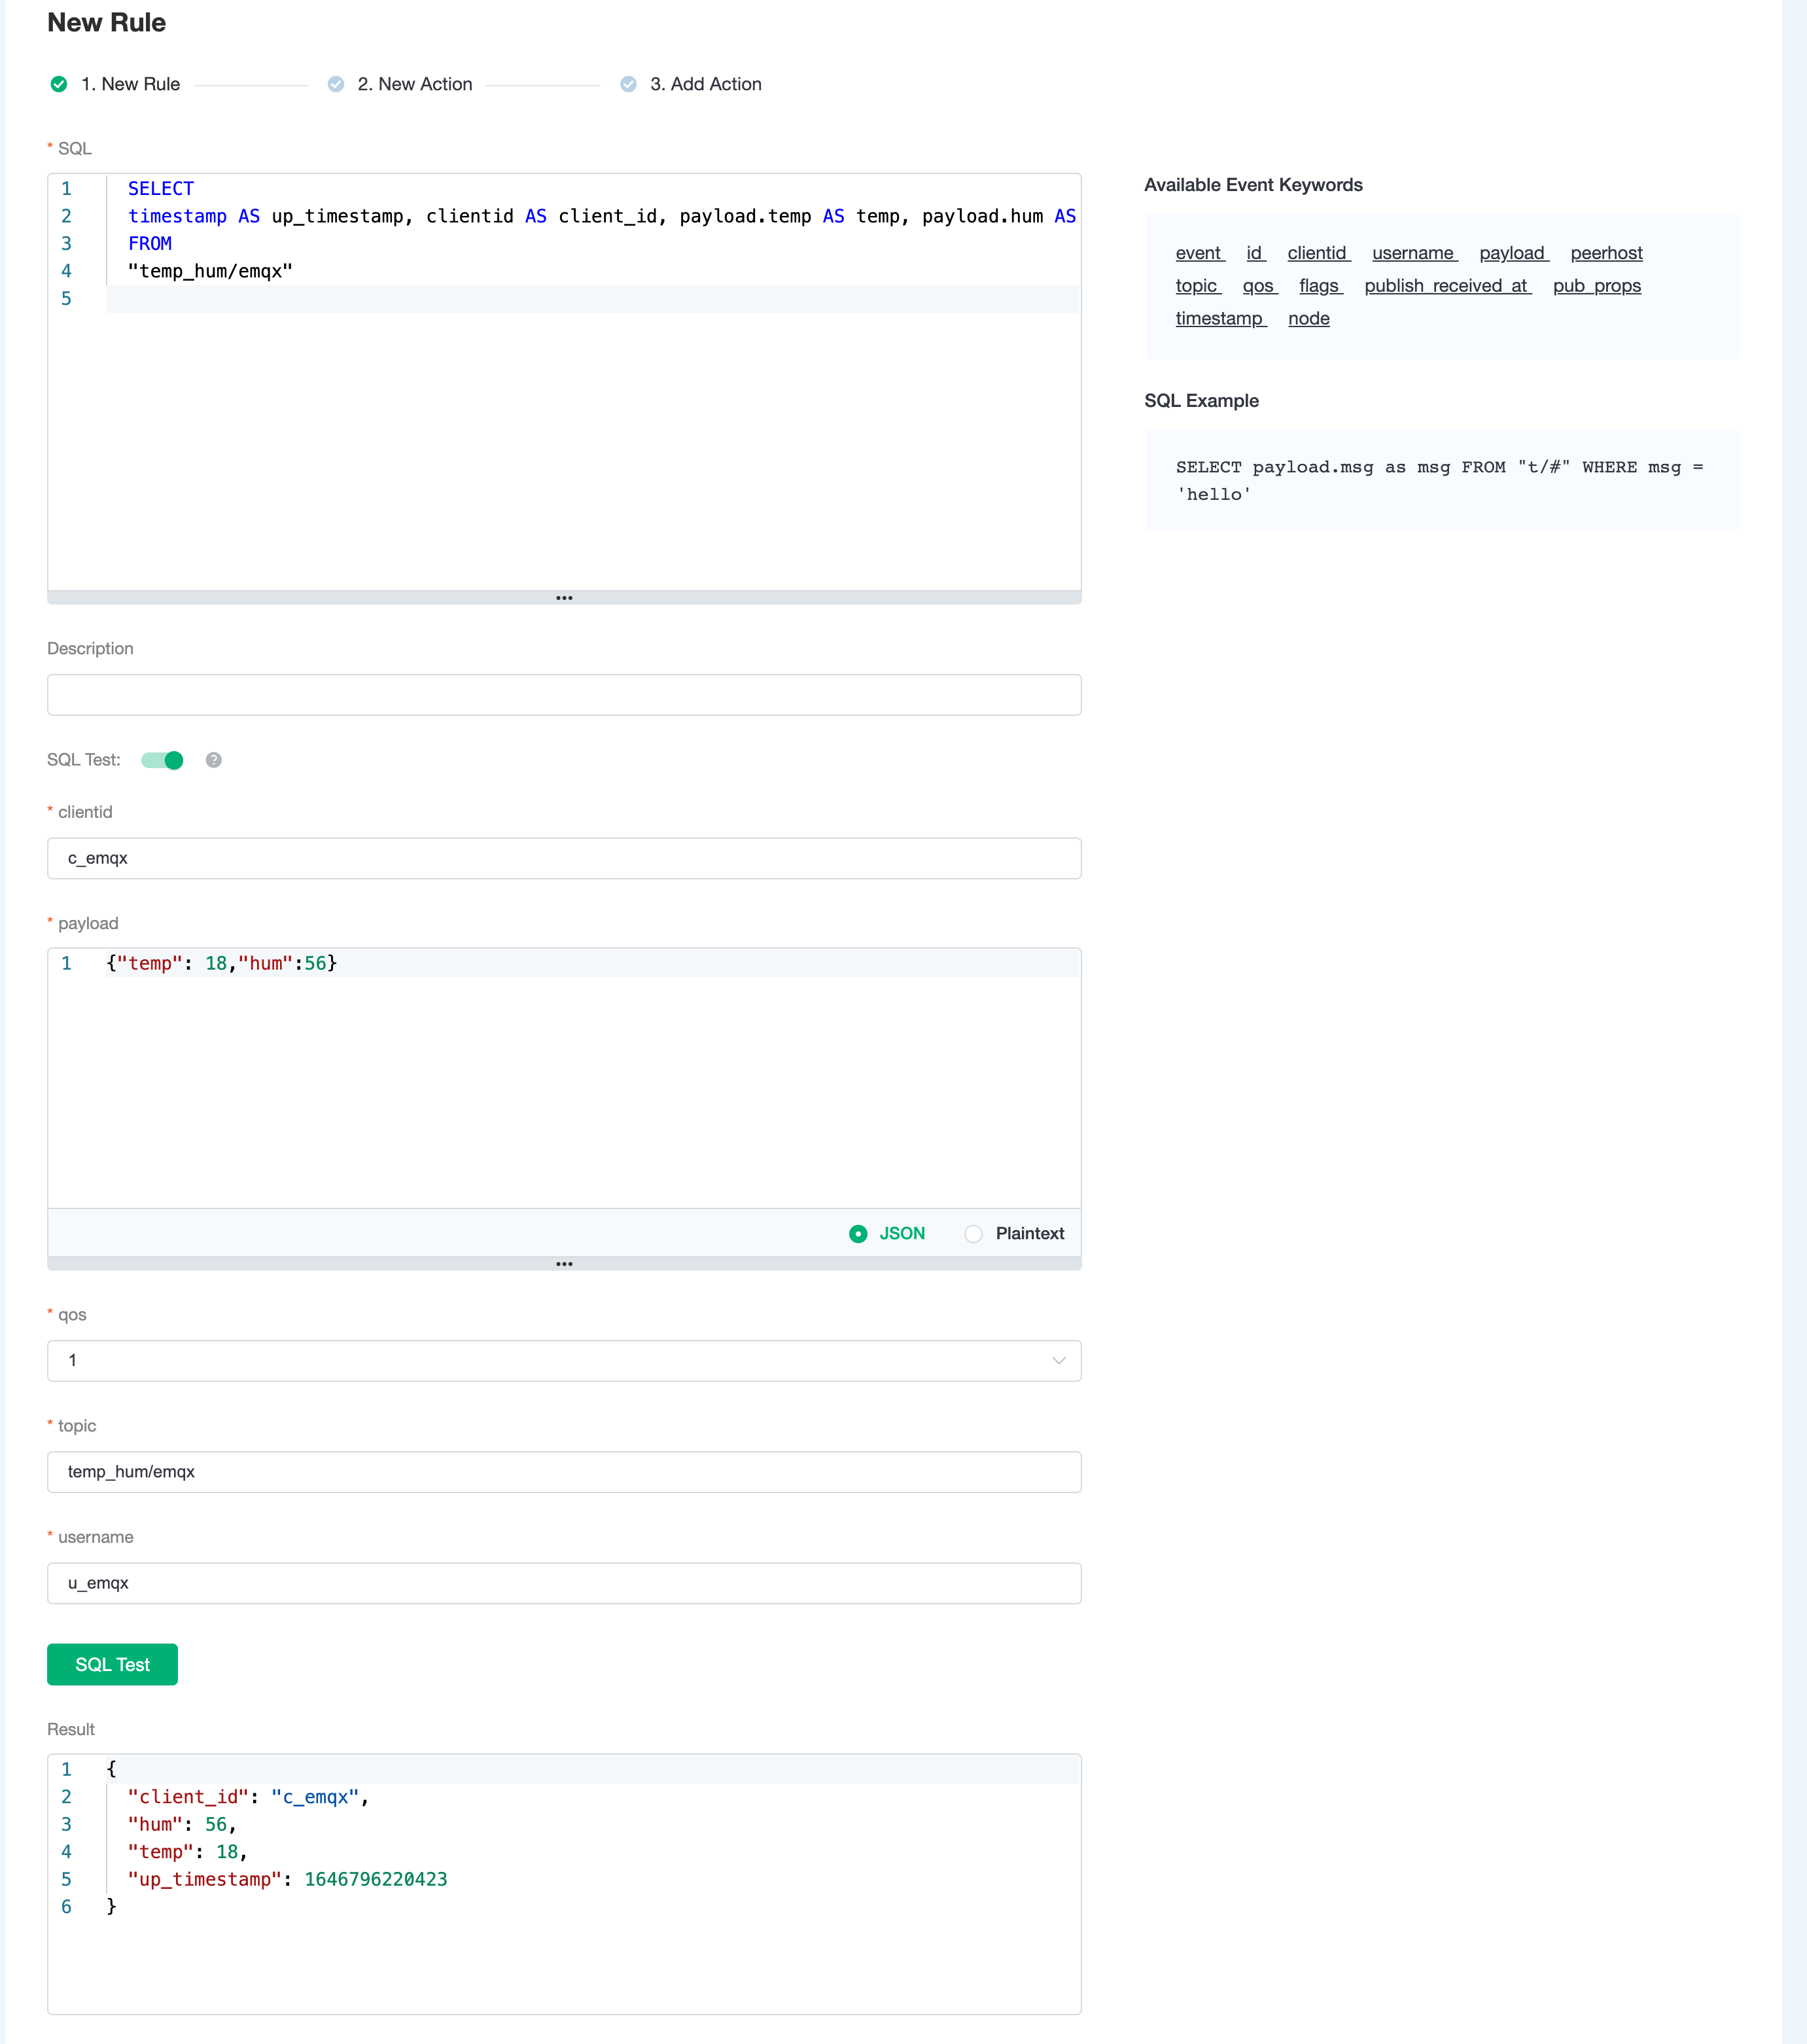 New Rule
1. New Rule
2. New Action
3. Add Action
* SQL
1 SELECT
2 timestamp AS up_timestamp, clientid AS client_id, payload.temp AS temp, payload.hum AS
3 FROM
4 "temp_hum/emqx"
5
Available Event Keywords
event id clientid username payload peerhost
topic qos flags publish_received_at pub_props
timestamp node
SQL Example
SELECT payload.msg as msg FROM "t/#" WHERE msg =
'hello'
Description
SQL Test: ?
* clientid
c_emqx
* payload
1 {"temp": 18,"hum":56}
JSON Plaintext
* qos
1
* topic
temp_hum/emqx
* username
u_emqx
SQL Test
Result
1 {
2 "client_id": "c_emqx",
3 "hum": 56,
4 "temp": 18,
5 "up_timestamp": 1646796220423
6 }